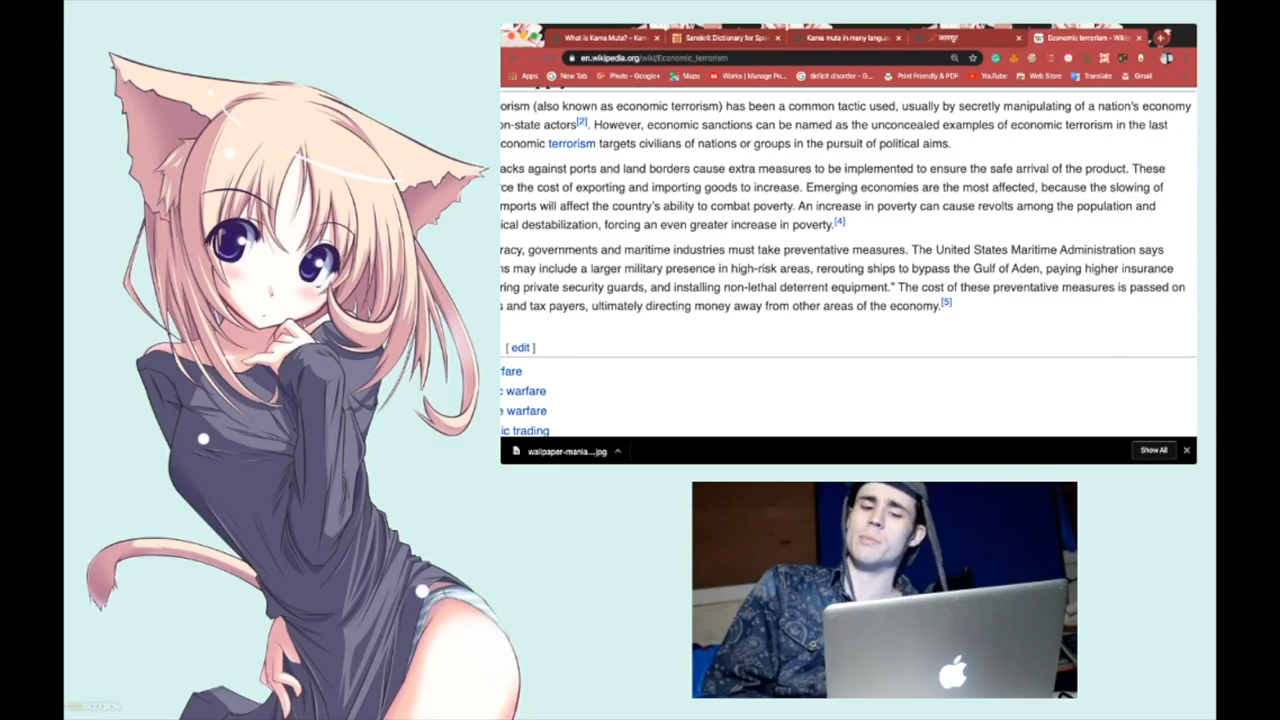 What is Kama Muta? – Kam
Sanskrit Dictionary for Spo
Kama muta in many langu
Economic terrorism - Wikip
en.wikipedia.org/wiki/Economic_terrorism
Apps
New Tab
Photo - Google+
Maps
Works | Manage Po...
deficit disorder - G...
Print Friendly & PDF
YouTube
Web Store
Translate
Gmail
orism (also known as economic terrorism) has been a common tactic used, usually by secretly manipulating of a nation's economy
on-state actors[2]. However, economic sanctions can be named as the unconcealed examples of economic terrorism in the last
conomic terrorism targets civilians of nations or groups in the pursuit of political aims.
acks against ports and land borders cause extra measures to be implemented to ensure the safe arrival of the product. These
rce the cost of exporting and importing goods to increase. Emerging economies are the most affected, because the slowing of
mports will affect the country's ability to combat poverty. An increase in poverty can cause revolts among the population and
ical destabilization, forcing an even greater increase in poverty.[4]
racy, governments and maritime industries must take preventative measures. The United States Maritime Administration says
ns may include a larger military presence in high-risk areas, rerouting ships to bypass the Gulf of Aden, paying higher insurance
ring private security guards, and installing non-lethal deterrent equipment." The cost of these preventative measures is passed on
s and tax payers, ultimately directing money away from other areas of the economy.[5]
[ edit ]
rfare
c warfare
e warfare
ic trading
wallpaper-mania....jpg
Show All